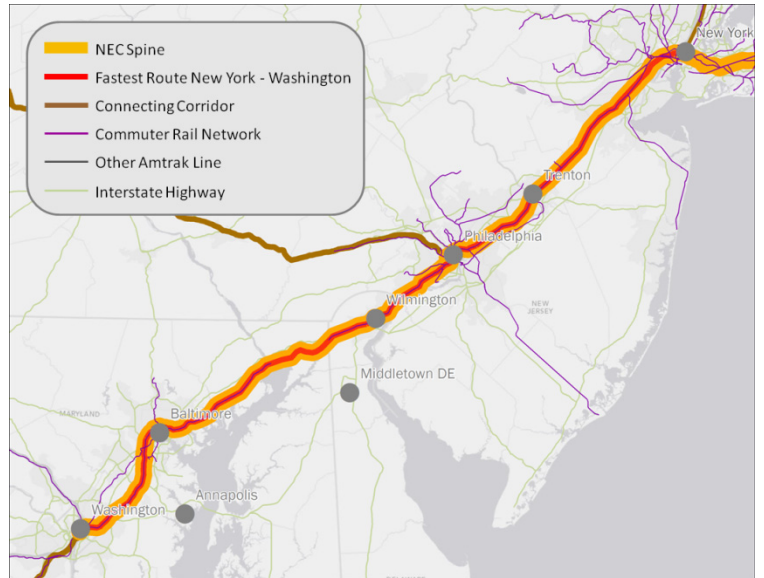 NEC Spine
Fastest Route New York - Washington
Connecting Corridor
Commuter Rail Network
Other Amtrak Line
Interstate Highway
New York
Trenton
Philadelphia
Wilmington
NEW
JERSEY
Middletown DE
MARYLAND
Baltimore
Annapolis
Washington